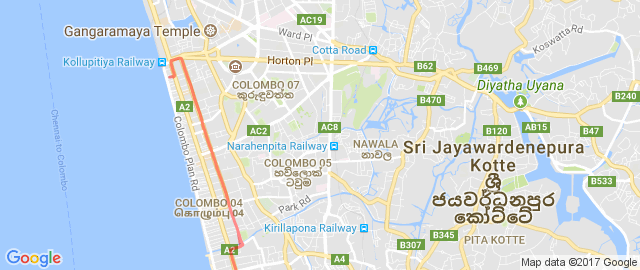 AC19
Ward Pl
Gangaramaya Temple
Cotta Road
Kollupitiya Railway
Horton Pl
B62
B469
Koswatta Rd
COLOMBO 07
කුරුඳුවත්ත
Diyatha Uyana
B470
B240
A2
AC2
AC8
B120
AB15
B47
Chennai to Colombo
Colombo Plan Rd
Narahenpita Railway
NAWALA
නාවල
Sri Jayawardenepura
Kotte
ශ්‍රී
ජයවර්ධනපුර
කෝට්ටේ
COLOMBO 05
හැව්ලොක්
ටවුම
B533
COLOMBO 04
கொழும்பு 04
Park Rd
Kirillapona Railway
B345
PITA KOTTE
A2
A4
B307
Google
Map data ©2017 Google